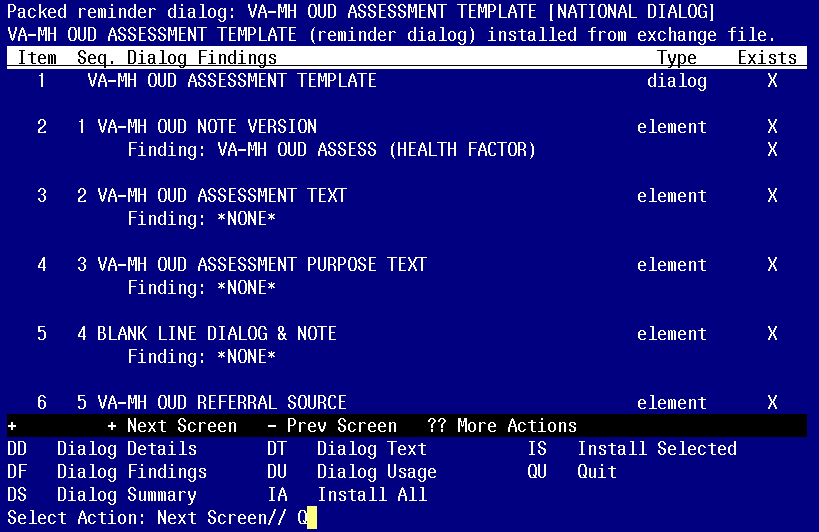 Packed reminder dialog: VA-MH OUD ASSESSMENT TEMPLATE [NATIONAL DIALOG]
VA-MH OUD ASSESSMENT TEMPLATE (reminder dialog) installed from exchange file.
Item  Seq. Dialog Findings                                Type    Exists
1       VA-MH OUD ASSESSMENT TEMPLATE                     dialog     X
2   1 VA-MH OUD NOTE VERSION                              element    X
Finding: VA-MH OUD ASSESS (HEALTH FACTOR)                            X
3   2 VA-MH OUD ASSESSMENT TEXT                           element    X
Finding: *NONE*
4   3 VA-MH OUD ASSESSMENT PURPOSE TEXT                   element    X
Finding: *NONE*
5   4 BLANK LINE DIALOG & NOTE                            element    X
Finding: *NONE*
6   5 VA-MH OUD REFERRAL SOURCE                           element    X
+         + Next Screen   - Prev Screen   ?? More Actions
DD   Dialog Details       DT   Dialog Text         IS   Install Selected
DF   Dialog Findings      DU   Dialog Usage        QU   Quit
DS   Dialog Summary       IA   Install All
Select Action: Next Screen// Q